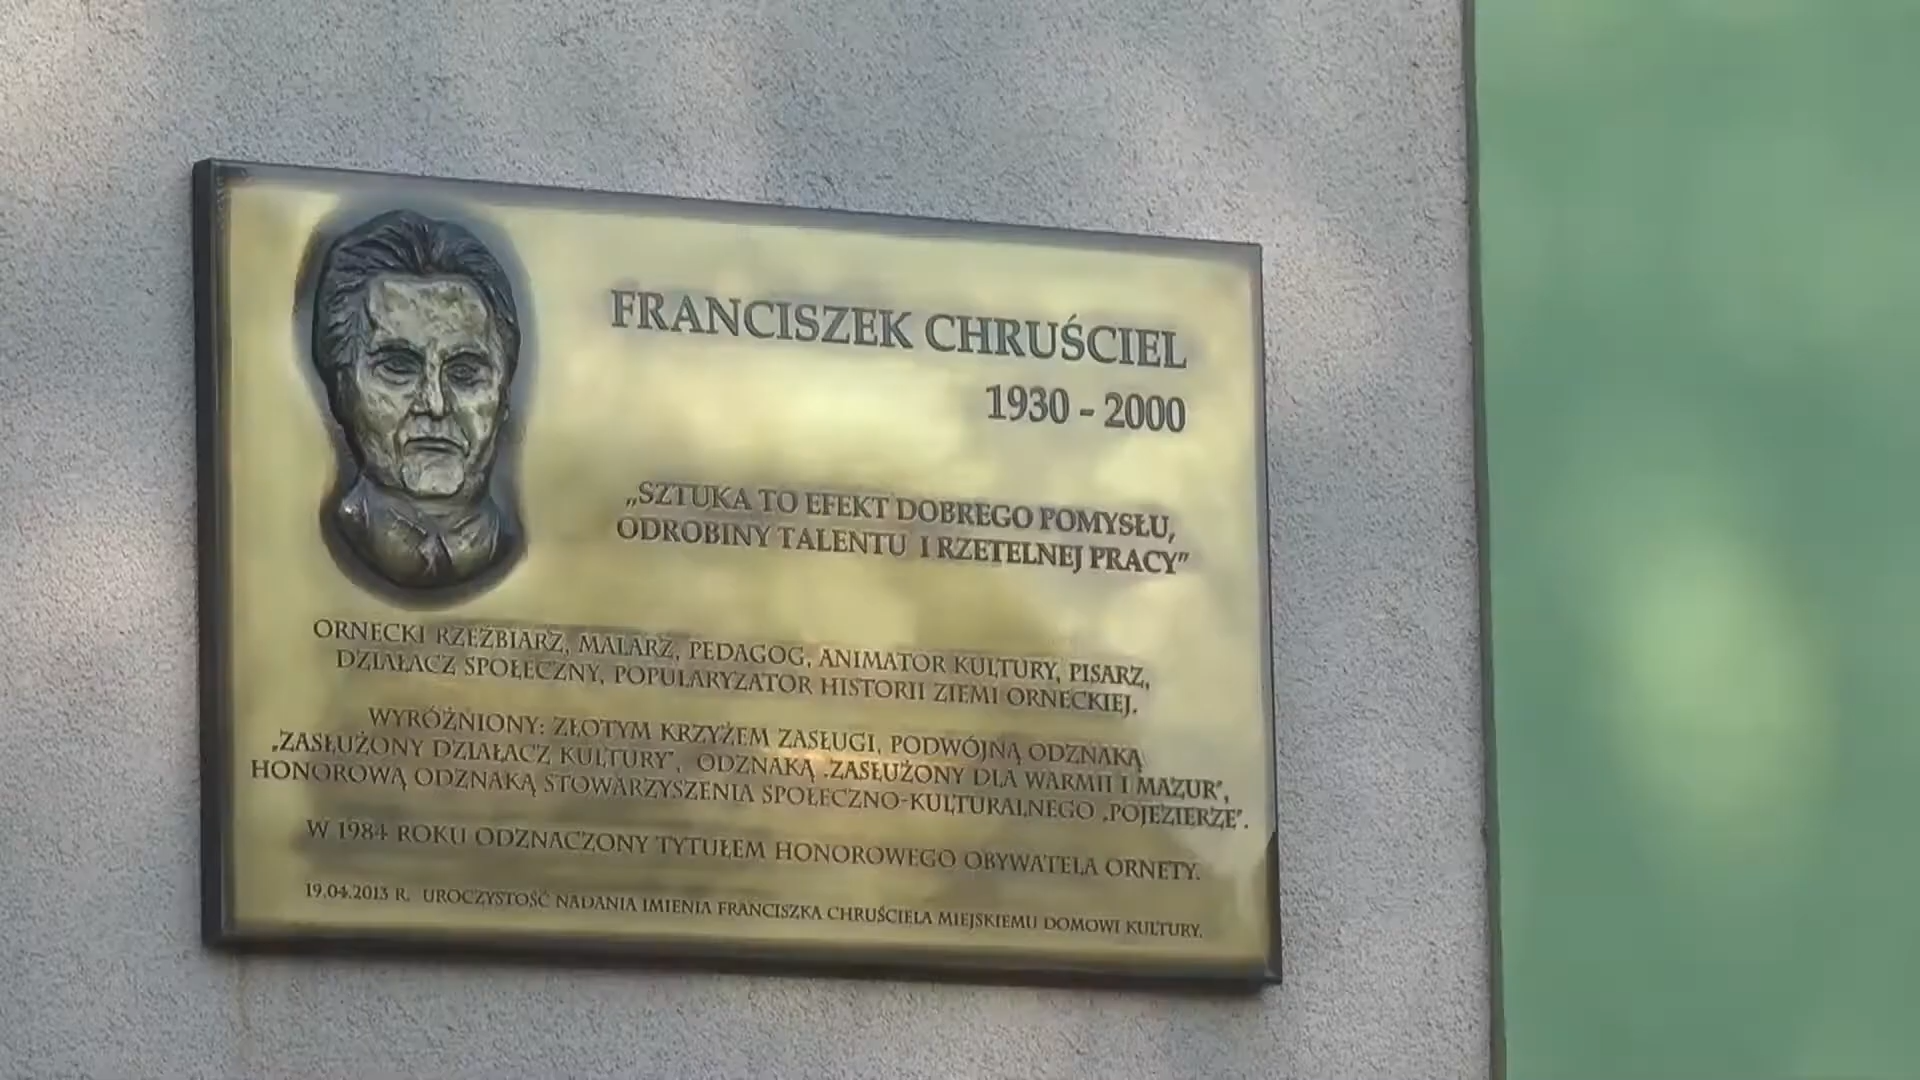 FRANCISZEK CHRUŚCIEL
1930 - 2000
„SZTUKA TO EFEKT DOBREGO POMYSŁU,
ODROBINY TALENTU I RZETELNEJ PRACY”
ORNECKI RZEŹBIARZ, MALARZ, PEDAGOG, ANIMATOR KULTURY, PISARZ,
DZIAŁACZ SPOŁECZNY, POPULARYZATOR HISTORII ZIEMI ORNECKIEJ.
WYRÓŻNIONY: ZŁOTYM KRZYŻEM ZASŁUGI, PODWÓJNĄ ODZNAKĄ
„ZASŁUŻONY DZIAŁACZ KULTURY”, ODZNAKĄ „ZASŁUŻONY DLA WARMII I MAZUR”,
HONOROWĄ ODZNAKĄ STOWARZYSZENIA SPOŁECZNO-KULTURALNEGO „POJEZIERZE”.
W 1984 ROKU ODZNACZONY TYTUŁEM HONOROWEGO OBYWATELA ORNETY.
19.04.2013 R. UROCZYSTOŚĆ NADANIA IMIENIA FRANCISZKA CHRUŚCIELA MIEJSKIEMU DOMOWI KULTURY.